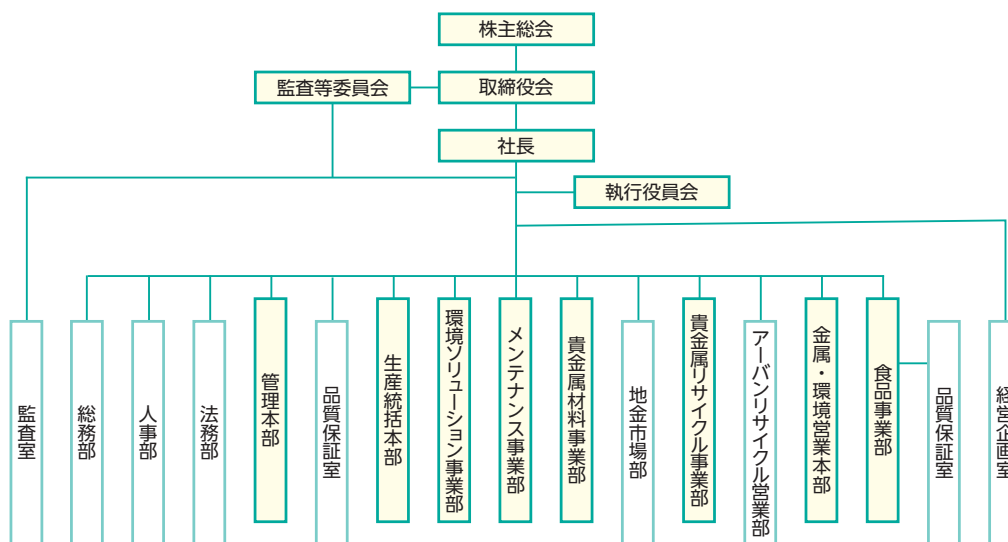 株主総会
監査等委員会
取締役会
社長
執行役員会
監査室
総務部
人事部
法務部
管理本部
品質保証室
生産統括本部
環境ソリューション事業部
メンテナンス事業部
貴金属材料事業部
地金市場部
貴金属リサイクル事業部
アーバンリサイクル営業部
金属・環境営業本部
食品事業部
品質保証室
経営企画室